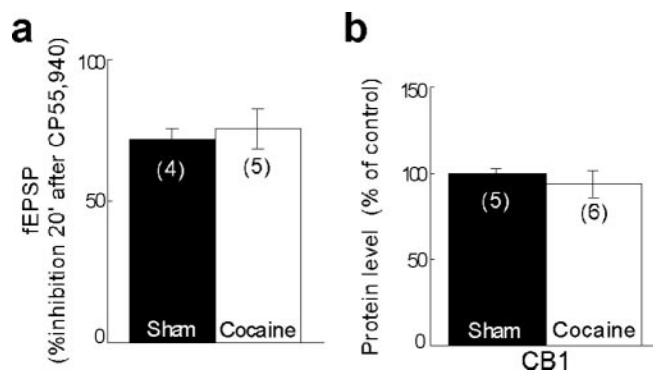 a
fEPSP
(%inhibition 20' after CP55,940)
100
50
0
(4)
(5)
Sham
Cocaine
b
Protein level (% of control)
150
100
50
0
(5)
(6)
Sham
Cocaine
CB1